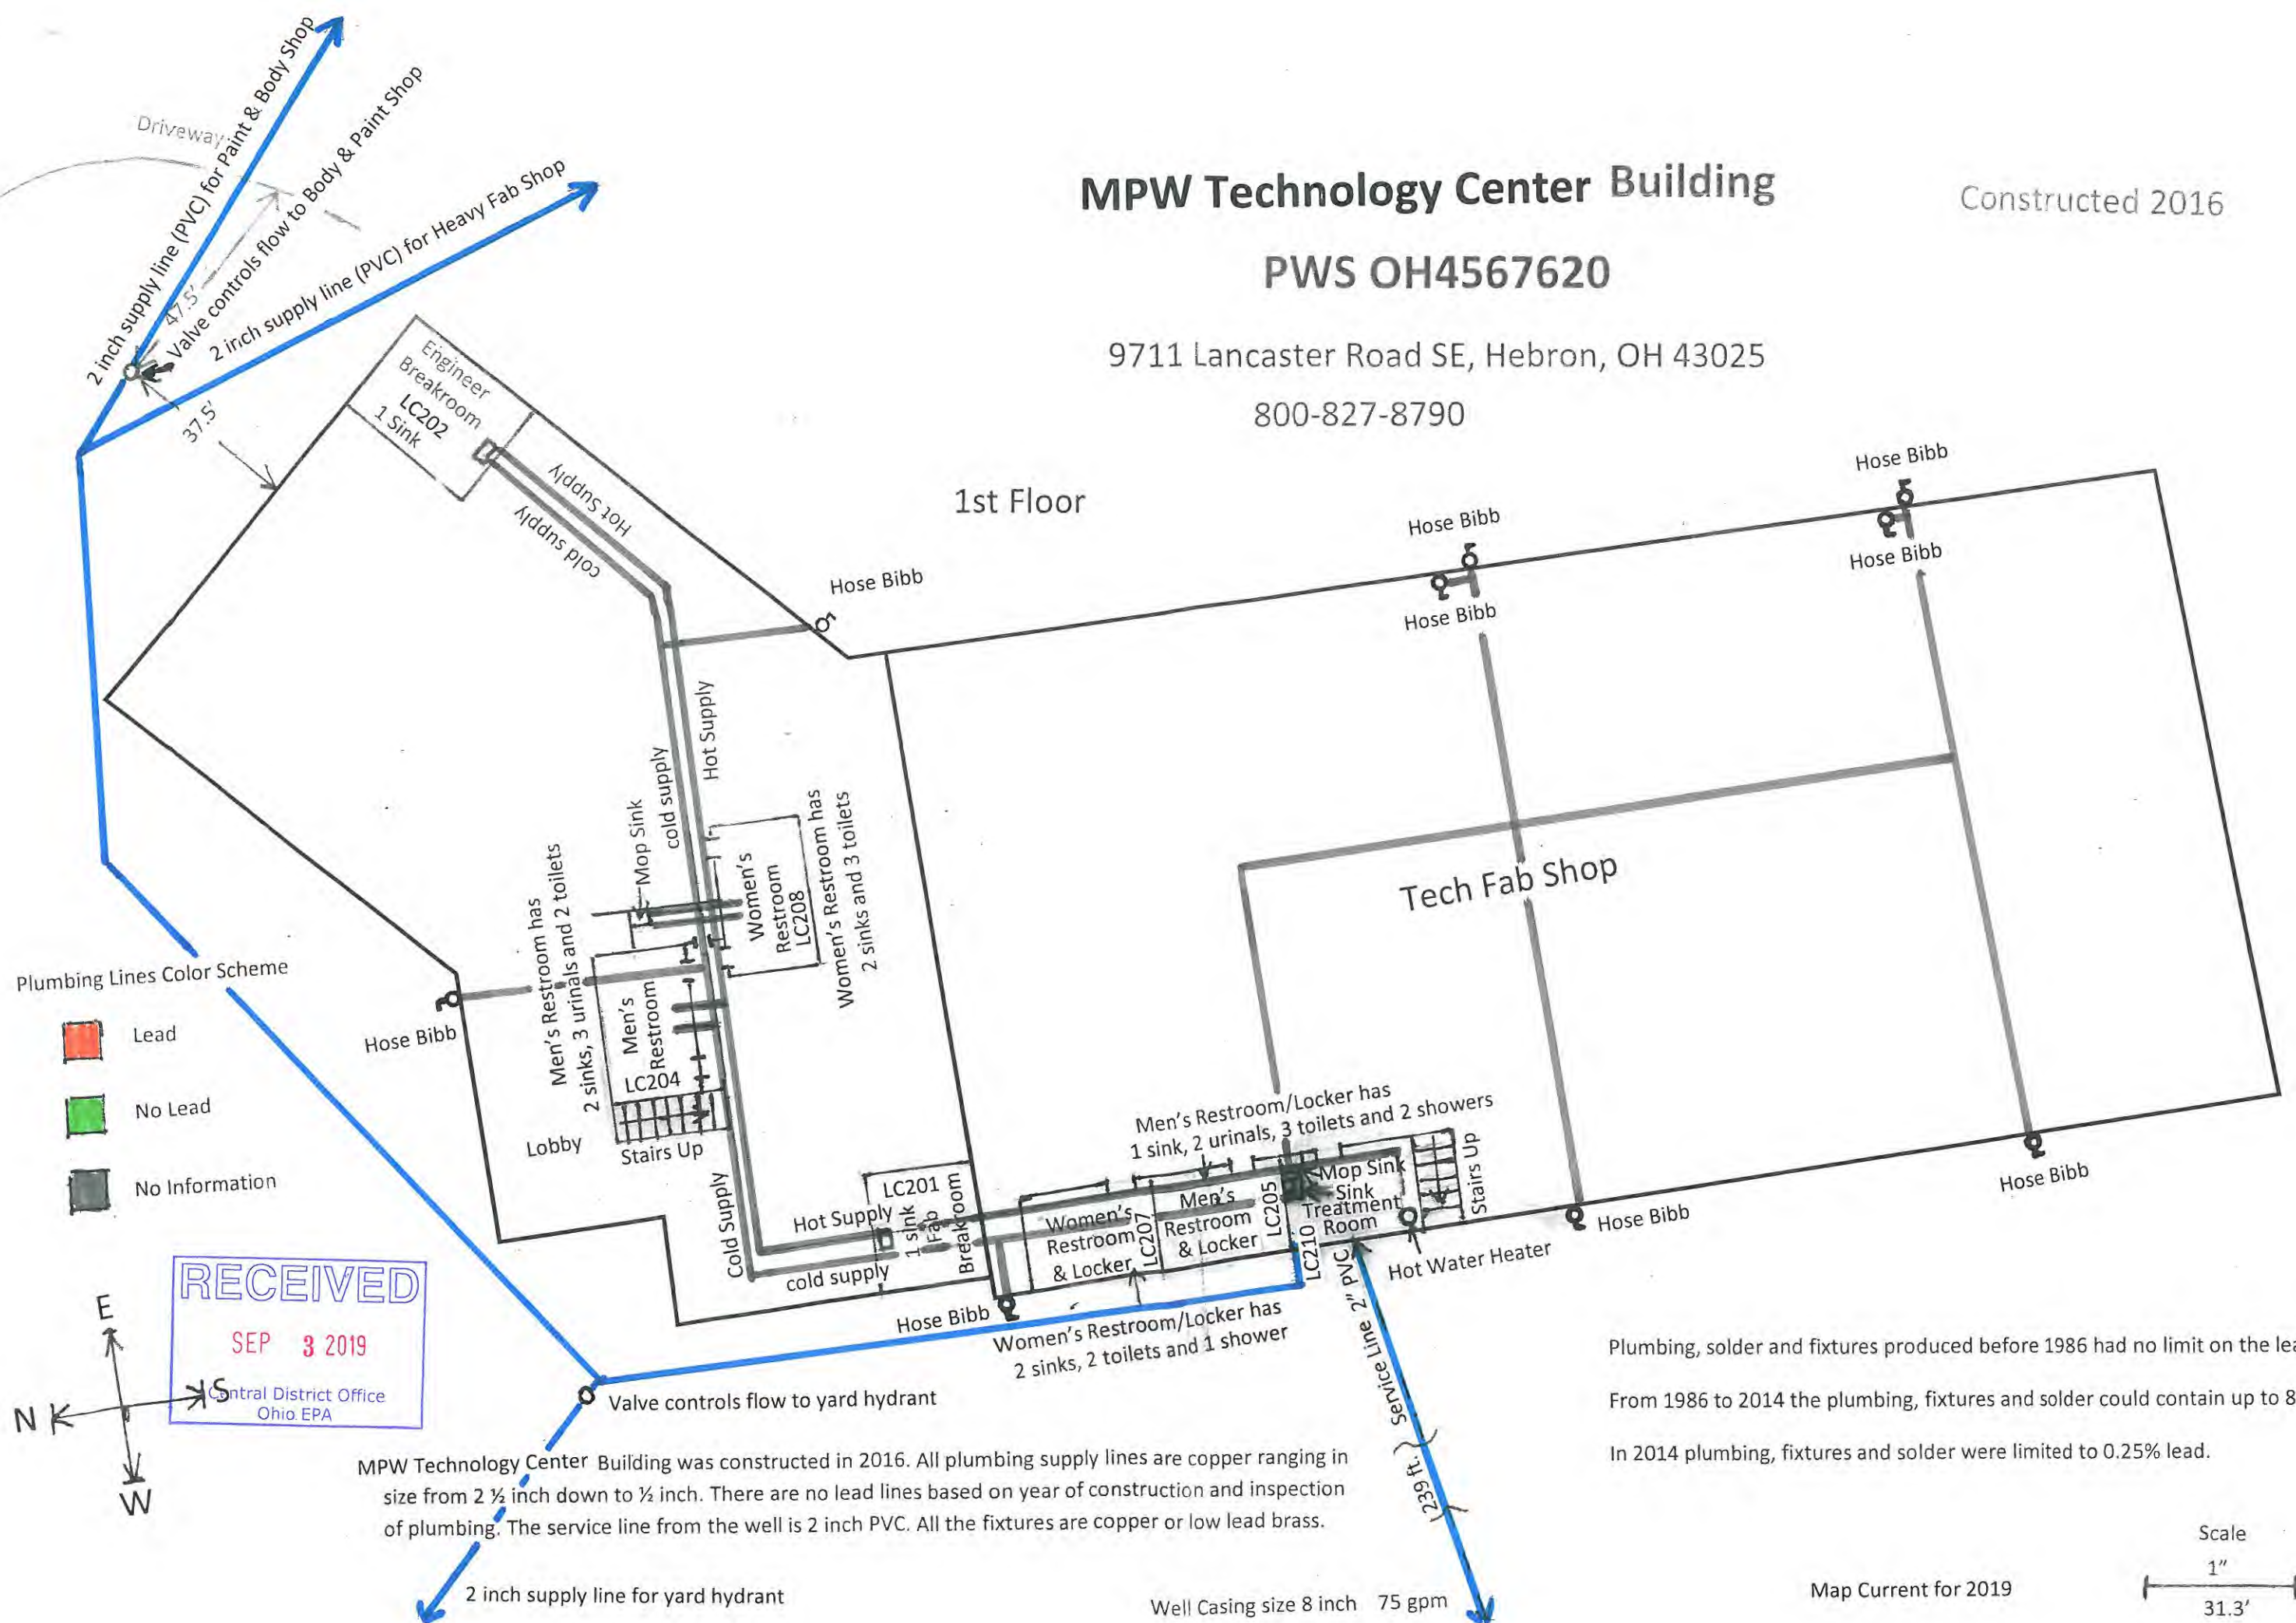 MPW Technology Center Building
Constructed 2016
PWS OH4567620
9711 Lancaster Road SE, Hebron, OH 43025
800-827-8790
1st Floor
2 inch supply line (PVC) for Paint & Body Shop
Driveway
47.5'
Valve controls flow to Body & Paint Shop
2 inch supply line (PVC) for Heavy Fab Shop
37.5'
Engineer
Breakroom
LC202
1 Sink
Hot Supply
cold supply
Hose Bibb
Hose Bibb
Hose Bibb
Hose Bibb
Hose Bibb
Hot Supply
cold supply
Mop Sink
Men's Restroom has
2 sinks, 3 urinals and 2 toilets
Women's
Restroom
LC208
Women's Restroom has
2 sinks and 3 toilets
Tech Fab Shop
Plumbing Lines Color Scheme
Lead
No Lead
No Information
Hose Bibb
Men's
Restroom
LC204
Lobby
Stairs Up
Cold Supply
Hot Supply
cold supply
LC201
1 sink
Fab
Breakroom
Men's Restroom/Locker has
1 sink, 2 urinals, 3 toilets and 2 showers
Women's
Restroom
& Locker
LC207
Men's
Restroom
& Locker
LC205
Mop Sink
Sink
Treatment
Room
LC210
Stairs Up
Hose Bibb
Hose Bibb
Hot Water Heater
Hose Bibb
Women's Restroom/Locker has
2 sinks, 2 toilets and 1 shower
Service Line 2" PVC
(239 ft.)
E
N
S
W
RECEIVED
SEP 3 2019
Central District Office
Ohio EPA
Valve controls flow to yard hydrant
MPW Technology Center Building was constructed in 2016. All plumbing supply lines are copper ranging in
size from 2 ½ inch down to ½ inch. There are no lead lines based on year of construction and inspection
of plumbing. The service line from the well is 2 inch PVC. All the fixtures are copper or low lead brass.
2 inch supply line for yard hydrant
Well Casing size 8 inch 75 gpm
Plumbing, solder and fixtures produced before 1986 had no limit on the
From 1986 to 2014 the plumbing, fixtures and solder could contain up to 8
In 2014 plumbing, fixtures and solder were limited to 0.25% lead.
Map Current for 2019
Scale
1"
31.3'